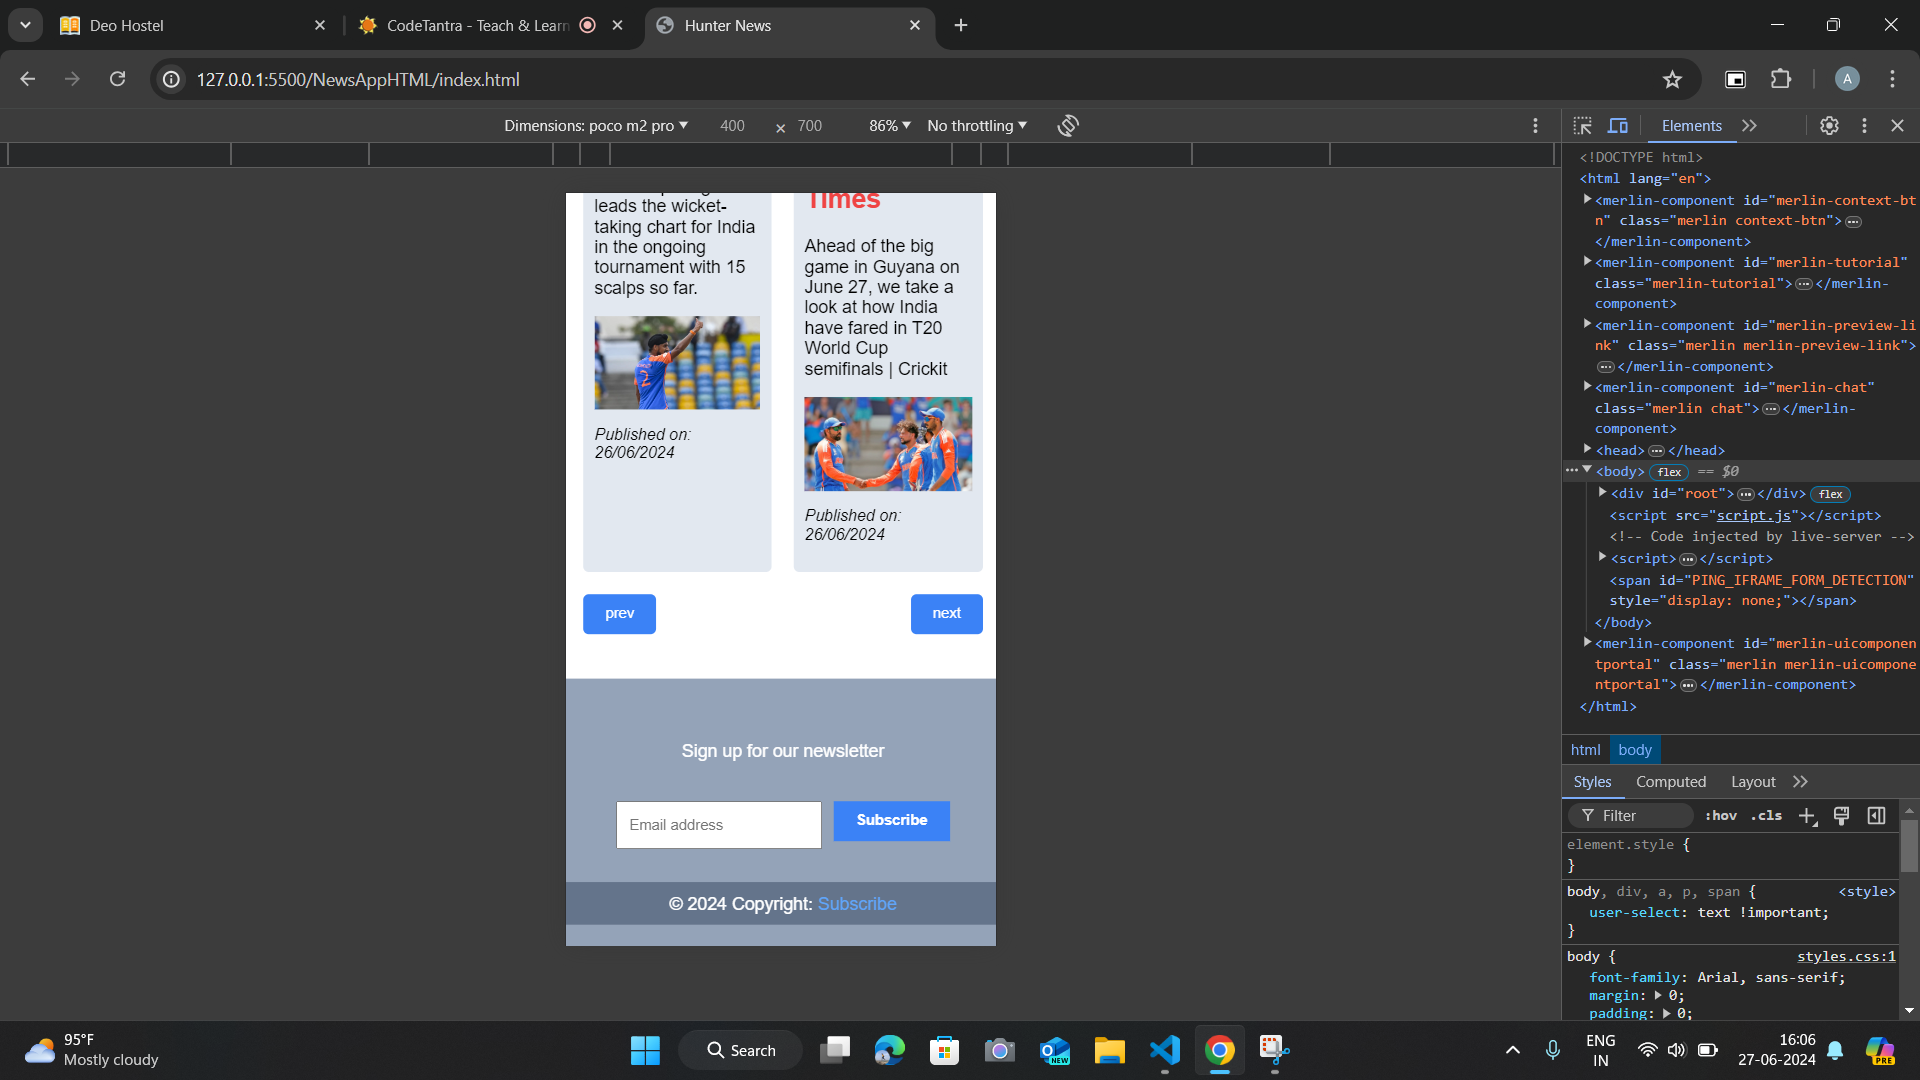 Deo Hostel
CodeTantra - Teach & Learn
Hunter News
127.0.0.1:5500/NewsAppHTML/index.html
A
Dimensions: poco m2 pro
400 × 700
86%
No throttling
Elements
leads the wicket-
taking chart for India
in the ongoing
tournament with 15
scalps so far.
2
Published on:
26/06/2024
Times
Ahead of the big
game in Guyana on
June 27, we take a
look at how India
have fared in T20
World Cup
semifinals | Crickit
Published on:
26/06/2024
prev
next
Sign up for our newsletter
Email address
Subscribe
© 2024 Copyright: Subscribe
<!DOCTYPE html>
<html lang="en">
<merlin-component id="merlin-context-bt
n" class="merlin context-btn">
</merlin-component>
<merlin-component id="merlin-tutorial"
class="merlin-tutorial"> </merlin-
component>
<merlin-component id="merlin-preview-li
nk" class="merlin merlin-preview-link">
</merlin-component>
<merlin-component id="merlin-chat"
class="merlin chat"> </merlin-
component>
<head> </head>
<body> flex == $0
<div id="root"> </div> flex
<script src="script.js"></script>
<!-- Code injected by live-server -->
<script> </script>
<span id="PING_IFRAME_FORM_DETECTION"
style="display: none;"></span>
</body>
<merlin-component id="merlin-uicomponen
tportal" class="merlin merlin-uicompone
ntportal"> </merlin-component>
</html>
html body
Styles Computed Layout
Filter
:hov .cls
element.style {
}
body, div, a, p, span { <style>
user-select: text !important;
}
body { styles.css:1
font-family: Arial, sans-serif;
margin: 0;
padding: 0;
95°F
Mostly cloudy
Search
NEW
ENG
IN
16:06
27-06-2024
PRE